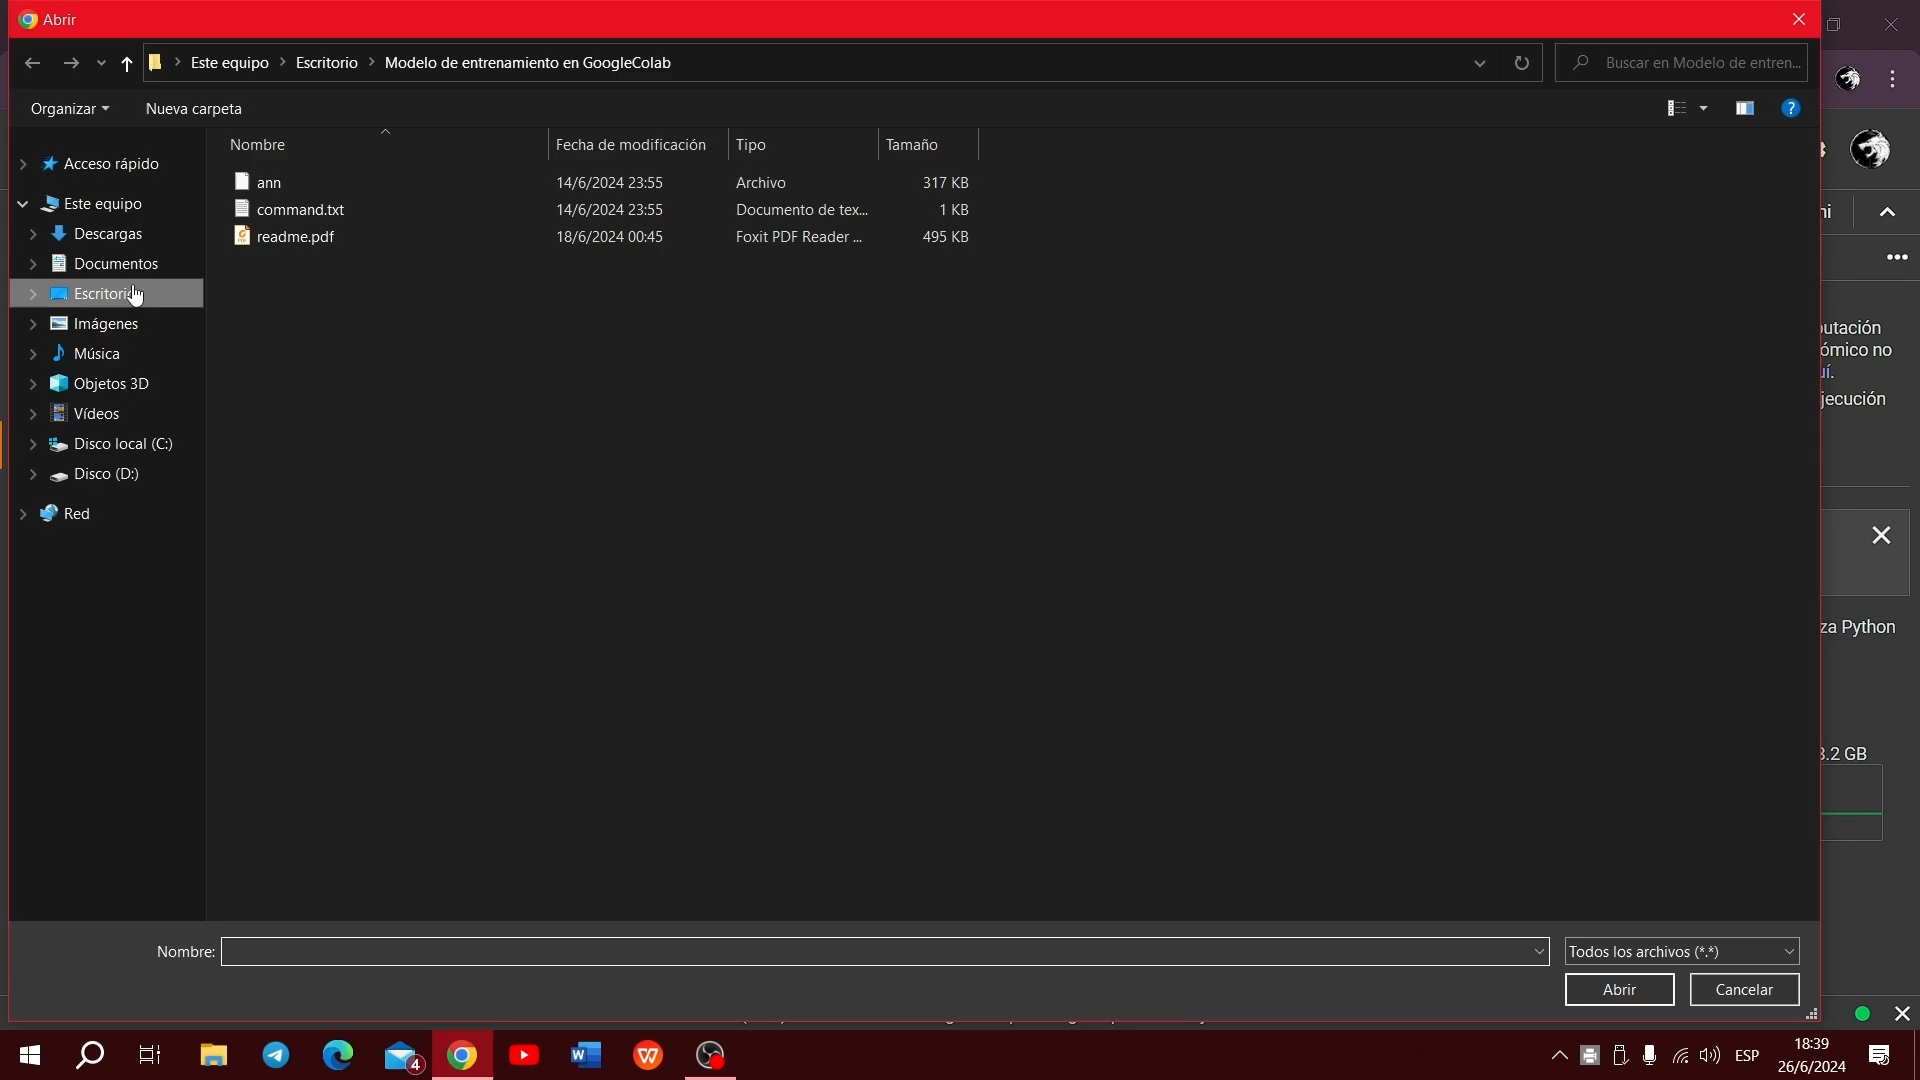 Abrir
Este equipo
Escritorio
Modelo de entrenamiento en GoogleColab
Buscar en Modelo de entren...
Organizar
Nueva carpeta
?
Nombre
Fecha de modificación
Tipo
Tamaño
Acceso rápido
Este equipo
Descargas
Documentos
Escritorio
Imágenes
Música
Objetos 3D
Vídeos
Disco local (C:)
Disco (D:)
Red
ann
14/6/2024 23:55
Archivo
317 KB
command.txt
14/6/2024 23:55
Documento de tex...
1 KB
readme.pdf
18/6/2024 00:45
Foxit PDF Reader ...
495 KB
jecución
za Python
3.2 GB
Nombre:
Todos los archivos (*.*)
Abrir
Cancelar
4
ESP
18:39
26/6/2024